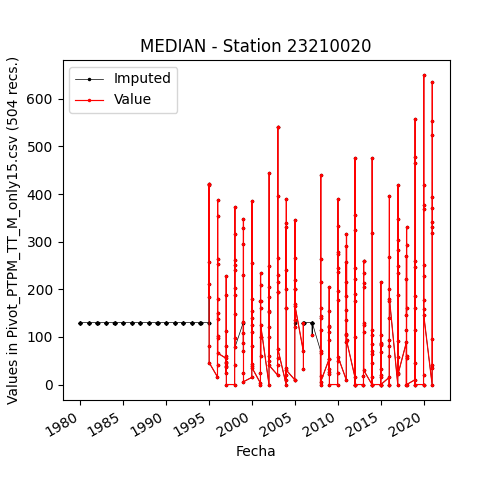 MEDIAN - Station 23210020
Values in Pivot_PTPM_TT_M_only15.csv (504 recs.)
Imputed
Value
600
500
400
300
200
100
0
1980 1985 1990 1995 2000 2005 2010 2015 2020
Fecha